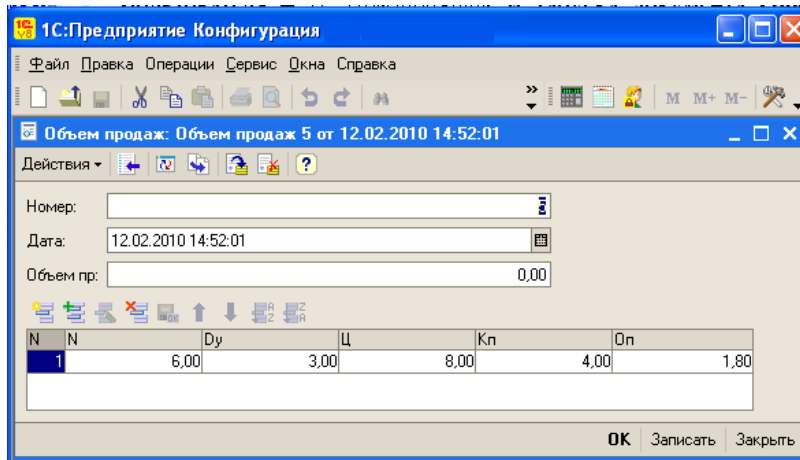 1С:Предприятие Конфигурация
Файл Правка Операции Сервис Окна Справка
M M+ M-
Объем продаж: Объем продаж 5 от 12.02.2010 14:52:01
Действия
Номер: 5
Дата: 12.02.2010 14:52:01
Объем пр: 0,00
N N Dy Ц Кп Оп
1 6,00 3,00 8,00 4,00 1,80
OK Записать Закрыть